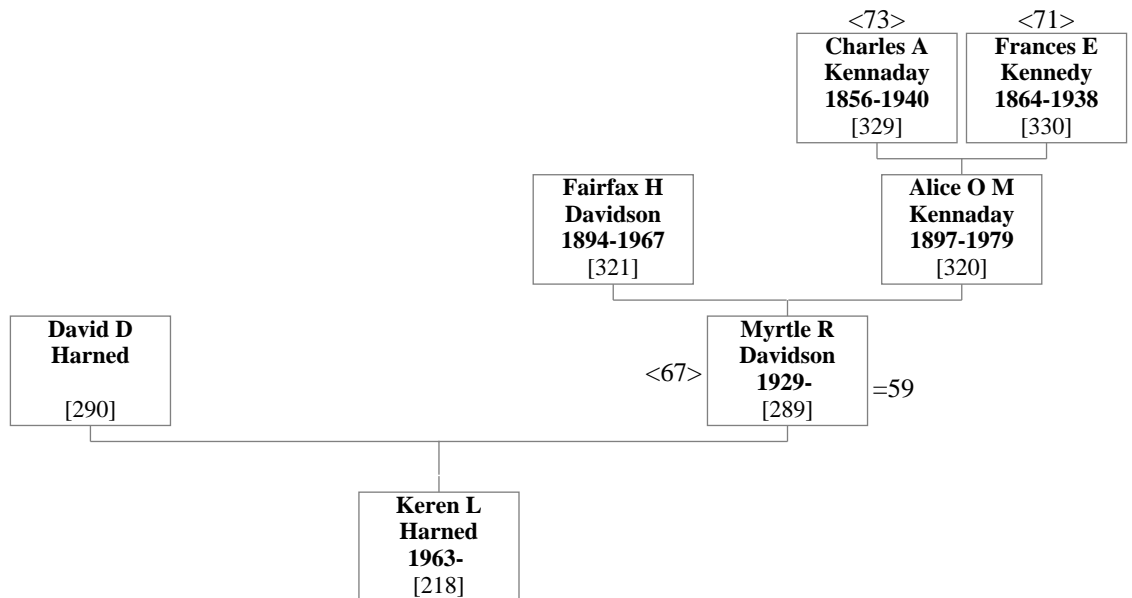 <73>
Charles A
Kennaday
1856-1940
[329]
<71>
Frances E
Kennedy
1864-1938
[330]
Fairfax H
Davidson
1894-1967
[321]
Alice O M
Kennaday
1897-1979
[320]
David D
Harned
[290]
<67>
Myrtle R
Davidson
1929-
[289]
=59
Keren L
Harned
1963-
[218]